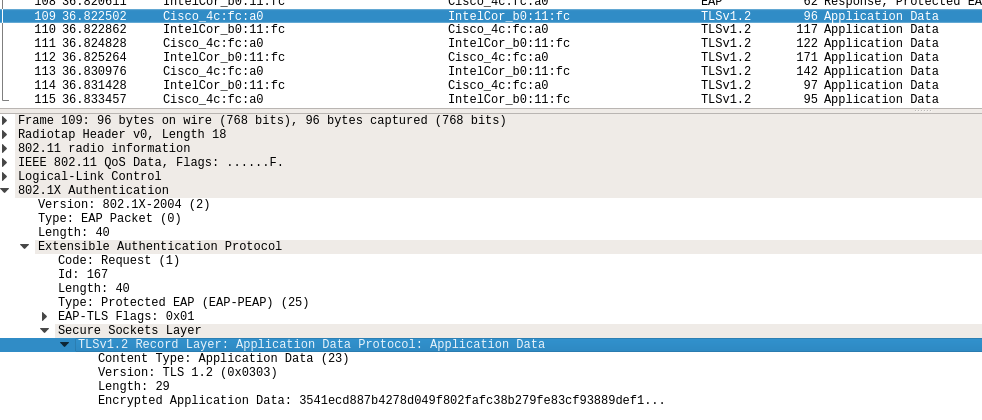 108 36.820611 IntelCor_b0:11:fc Cisco_4c:fc:a0 EAP 62 Response, Protected EA
109 36.822502 Cisco_4c:fc:a0 IntelCor_b0:11:fc TLSv1.2 96 Application Data
110 36.822862 IntelCor_b0:11:fc Cisco_4c:fc:a0 TLSv1.2 117 Application Data
111 36.824828 Cisco_4c:fc:a0 IntelCor_b0:11:fc TLSv1.2 122 Application Data
112 36.825264 IntelCor_b0:11:fc Cisco_4c:fc:a0 TLSv1.2 171 Application Data
113 36.830976 Cisco_4c:fc:a0 IntelCor_b0:11:fc TLSv1.2 142 Application Data
114 36.831428 IntelCor_b0:11:fc Cisco_4c:fc:a0 TLSv1.2 97 Application Data
115 36.833457 Cisco_4c:fc:a0 IntelCor_b0:11:fc TLSv1.2 95 Application Data
Frame 109: 96 bytes on wire (768 bits), 96 bytes captured (768 bits)
Radiotap Header v0, Length 18
802.11 radio information
IEEE 802.11 QoS Data, Flags: ......F.
Logical-Link Control
802.1X Authentication
Version: 802.1X-2004 (2)
Type: EAP Packet (0)
Length: 40
Extensible Authentication Protocol
Code: Request (1)
Id: 167
Length: 40
Type: Protected EAP (EAP-PEAP) (25)
EAP-TLS Flags: 0x01
Secure Sockets Layer
TLSv1.2 Record Layer: Application Data Protocol: Application Data
Content Type: Application Data (23)
Version: TLS 1.2 (0x0303)
Length: 29
Encrypted Application Data: 3541ecd887b4278d049f802fafc38b279fe83cf93889def1...